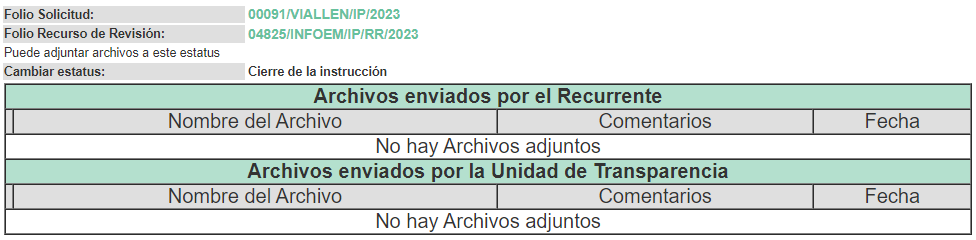 Folio Solicitud: 00091/VIALLEN/IP/2023
Folio Recurso de Revisión: 04825/INFOEM/IP/RR/2023
Puede adjuntar archivos a este estatus
Cambiar estatus: Cierre de la instrucción
Archivos enviados por el Recurrente
Nombre del Archivo Comentarios Fecha
No hay Archivos adjuntos
Archivos enviados por la Unidad de Transparencia
Nombre del Archivo Comentarios Fecha
No hay Archivos adjuntos